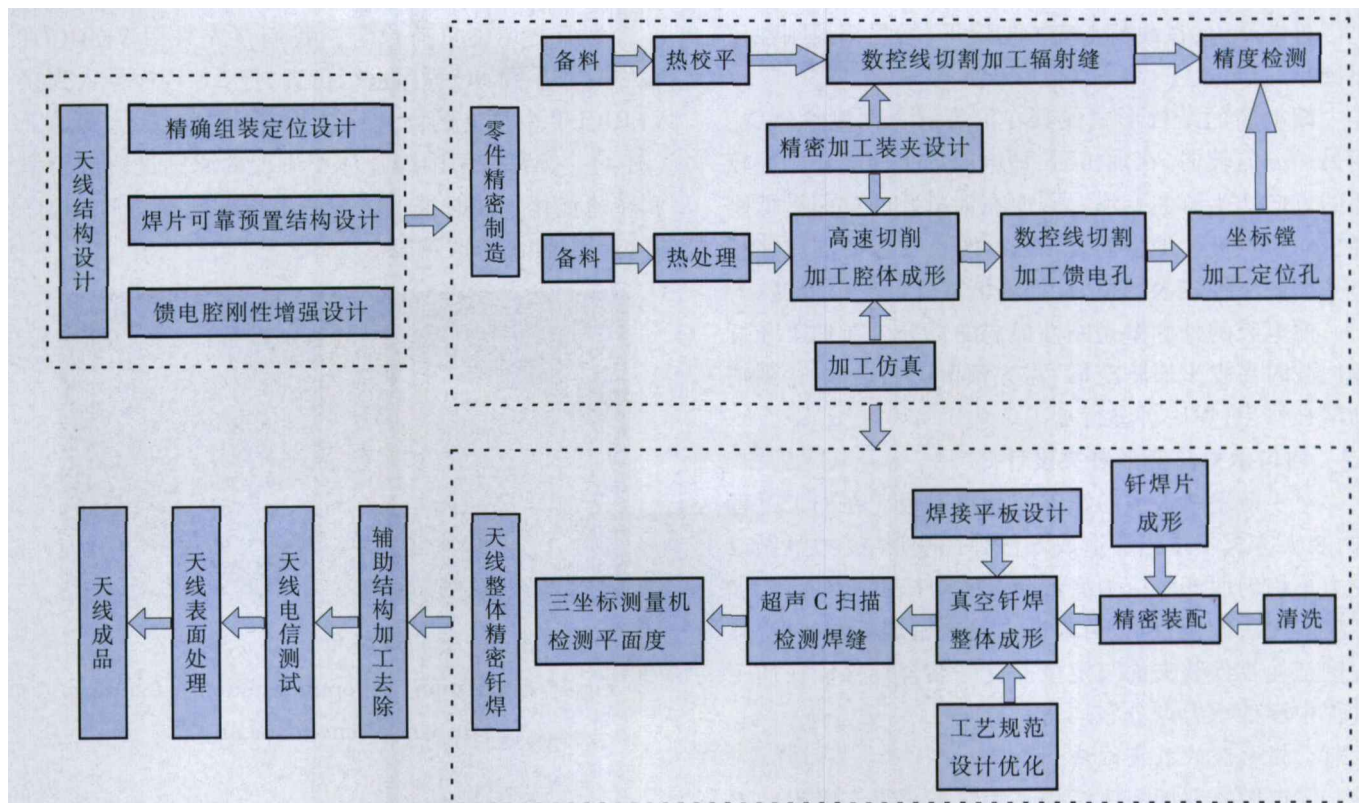 天线结构设计
精确组装定位设计
焊片可靠预置结构设计
馈电腔刚性增强设计
零件精密制造
备料
热校平
数控线切割加工辐射缝
精度检测
精密加工装夹设计
备料
热处理
高速切削
加工腔体成形
数控线切割
加工馈电孔
坐标镗
加工定位孔
加工仿真
钎焊片
成形
焊接平板设计
清洗
精密装配
真空钎焊
整体成形
超声 C 扫描
检测焊缝
三坐标测量机
检测平面度
工艺规范
设计优化
天线整体精密钎焊
辅助结构加工去除
天线电信测试
天线表面处理
天线成品